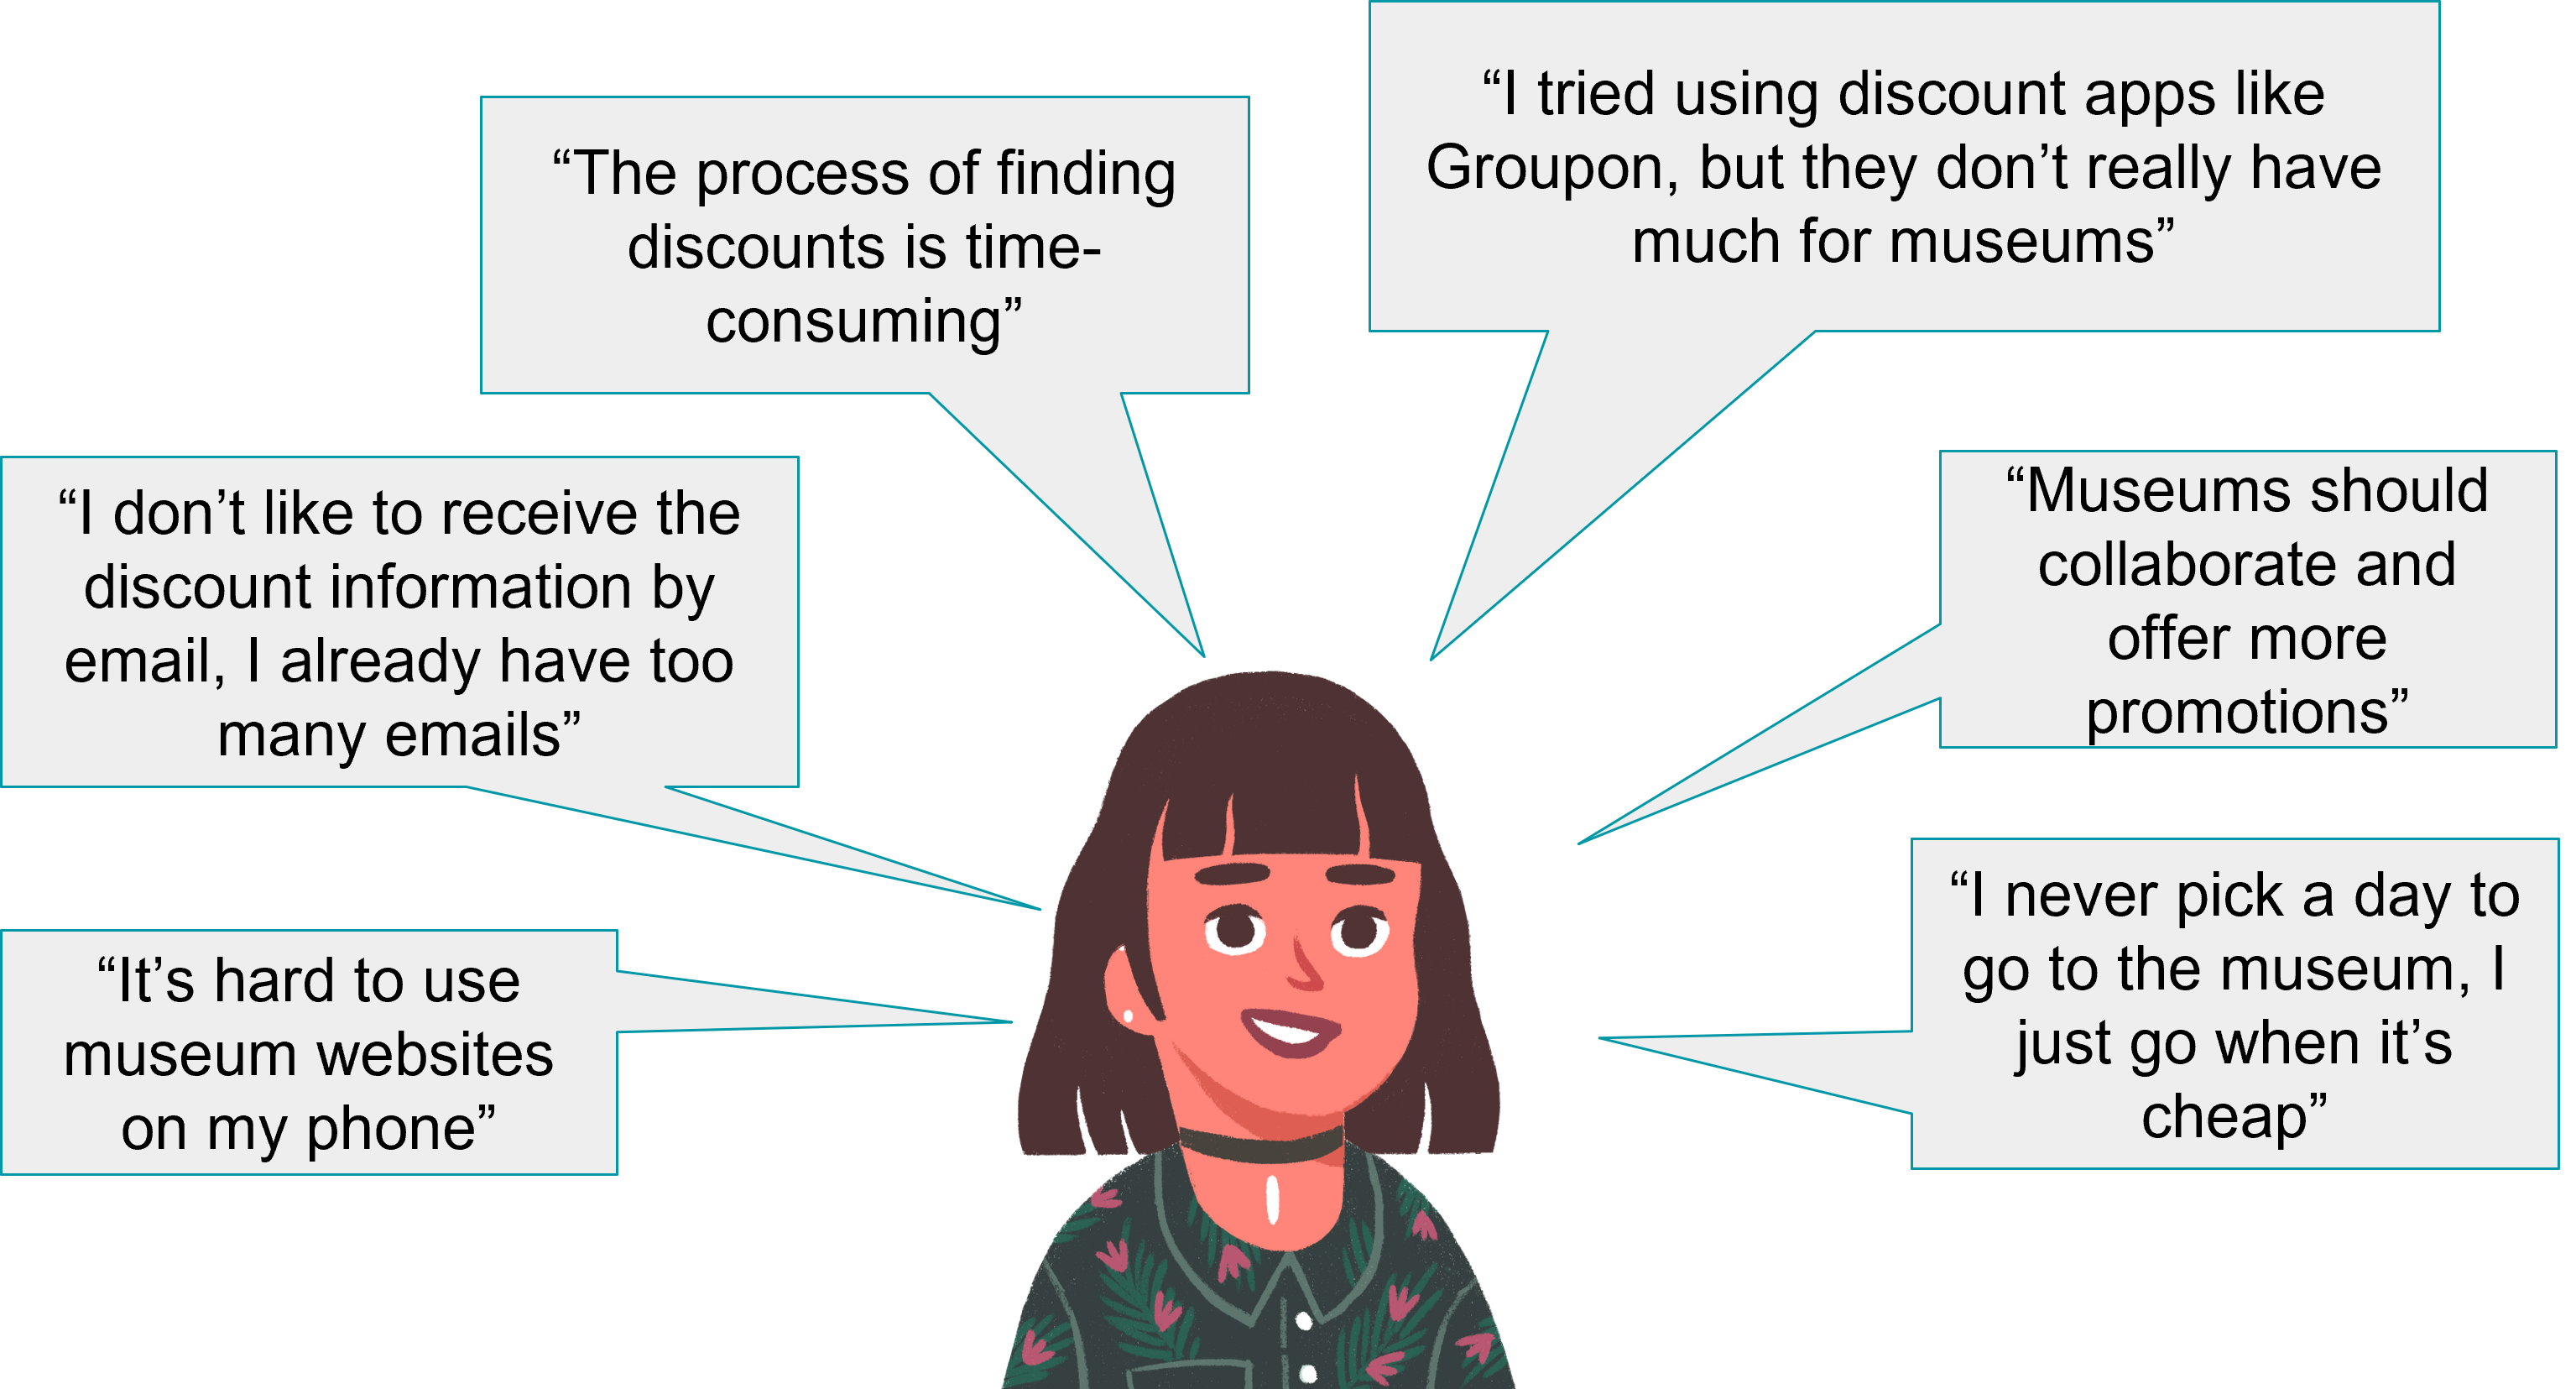 “I tried using discount apps like
Groupon, but they don’t really have
much for museums”
“The process of finding
discounts is time-
consuming”
“I don’t like to receive the
discount information by
email, I already have too
many emails”
“Museums should
collaborate and
offer more
promotions”
“It’s hard to use
museum websites
on my phone”
“I never pick a day to
go to the museum, I
just go when it’s
cheap”